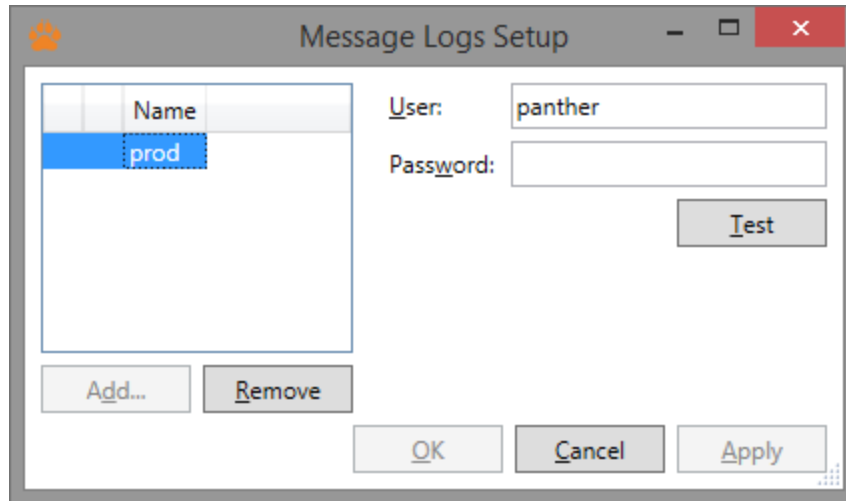 Message Logs Setup
Name
prod
User: panther
Password:
Test
Add... Remove
OK Cancel Apply